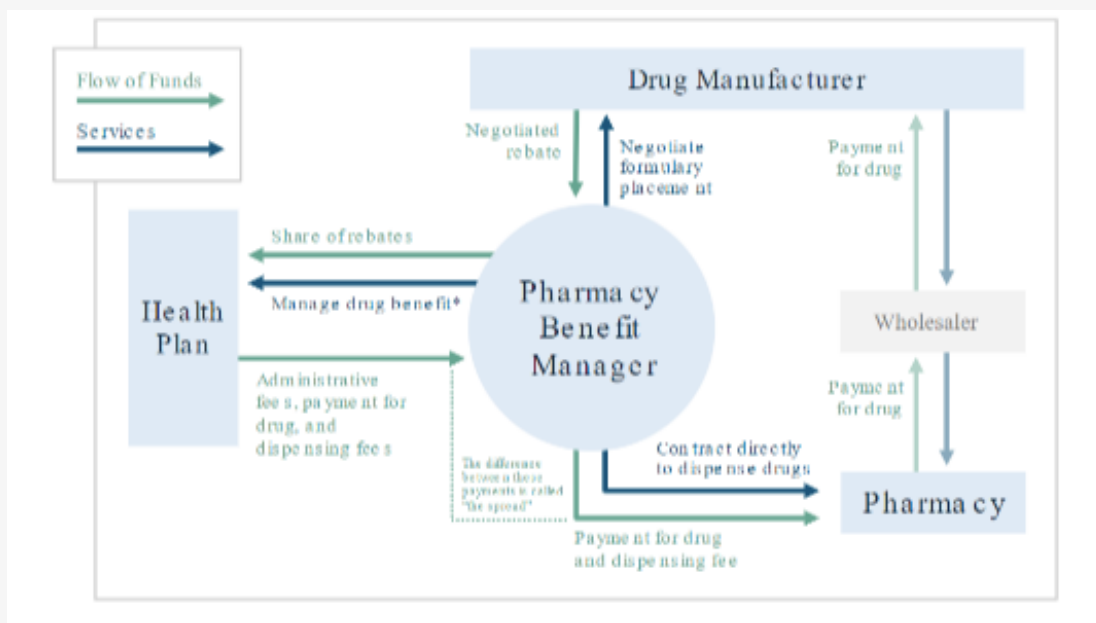 Flow of Funds
Services
Drug Manufacturer
Negotiated
rebate
Negotiate
formulary
placement
Payment
for drug
Share of rebates
Manage drug benefit*
Health
Plan
Pharmacy
Benefit
Manager
Wholesaler
Administrative
fees, payment for
drug, and
dispensing fees
Payment
for drug
The difference
between these
payments is called
"the spread"
Contract directly
to dispense drugs
Pharmacy
Payment for drug
and dispensing fee